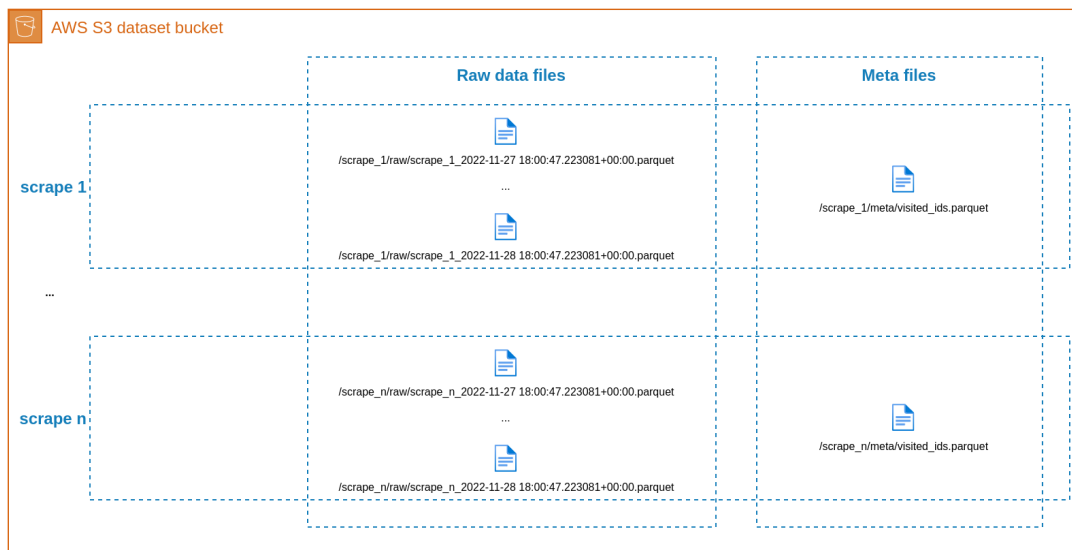 AWS S3 dataset bucket
Raw data files
Meta files
scrape 1
/scrape_1/raw/scrape_1_2022-11-27 18:00:47.223081+00:00.parquet
...
/scrape_1/raw/scrape_1_2022-11-28 18:00:47.223081+00:00.parquet
/scrape_1/meta/visited_ids.parquet
...
scrape n
/scrape_n/raw/scrape_n_2022-11-27 18:00:47.223081+00:00.parquet
...
/scrape_n/raw/scrape_n_2022-11-28 18:00:47.223081+00:00.parquet
/scrape_n/meta/visited_ids.parquet